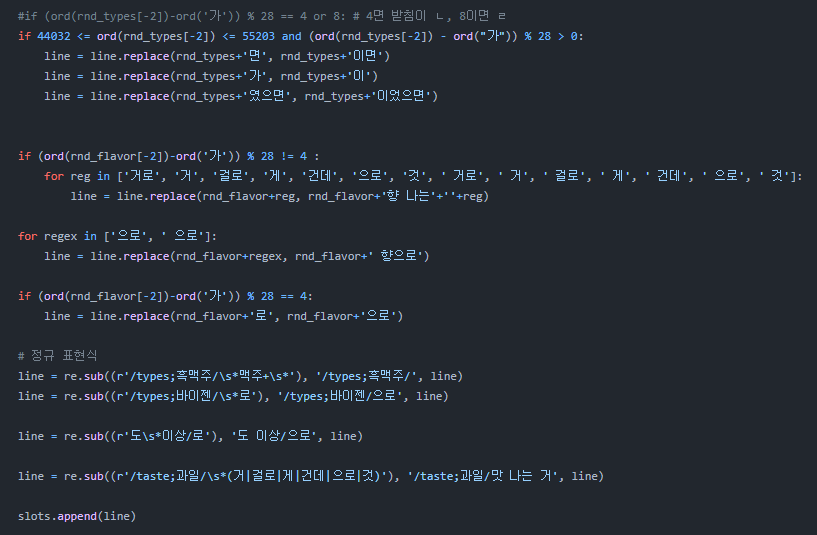 #if (ord(rnd_types[-2])-ord('가')) % 28 == 4 or 8: # 4면 받침이 ㄴ, 8이면 ㄹ
if 44032 <= ord(rnd_types[-2]) <= 55203 and (ord(rnd_types[-2]) - ord("가")) % 28 > 0:
    line = line.replace(rnd_types+'면', rnd_types+'이면')
    line = line.replace(rnd_types+'가', rnd_types+'이')
    line = line.replace(rnd_types+'였으면', rnd_types+'이었으면')
if (ord(rnd_flavor[-2])-ord('가')) % 28 != 4 :
    for reg in ['거로', '거', '걸로', '게', '건데', '으로', '것', ' 거로', ' 거', ' 걸로', ' 게', ' 건데', ' 으로', ' 것']:
        line = line.replace(rnd_flavor+reg, rnd_flavor+'향 나는'+''+reg)
for regex in ['으로', ' 으로']:
    line = line.replace(rnd_flavor+regex, rnd_flavor+' 향으로')
if (ord(rnd_flavor[-2])-ord('가')) % 28 == 4:
    line = line.replace(rnd_flavor+'로', rnd_flavor+'으로')
# 정규 표현식
line = re.sub((r'/types;흑맥주/\s*맥주+\s*'), '/types;흑맥주/', line)
line = re.sub((r'/types;바이젠/\s*로'), '/types;바이젠/으로', line)
line = re.sub((r'도\s*이상/로'), '도 이상/으로', line)
line = re.sub((r'/taste;과일/\s*(거|걸로|게|건데|으로|것)'), '/taste;과일/맛 나는 거', line)
slots.append(line)